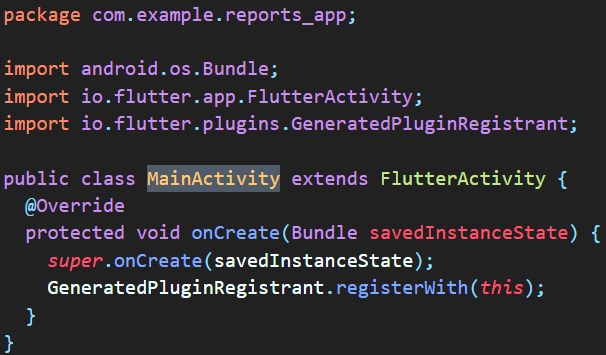 package com.example.reports_app;
import android.os.Bundle;
import io.flutter.app.FlutterActivity;
import io.flutter.plugins.GeneratedPluginRegistrant;
public class MainActivity extends FlutterActivity {
@Override
protected void onCreate(Bundle savedInstanceState) {
super.onCreate(savedInstanceState);
GeneratedPluginRegistrant.registerWith(this);
}
}